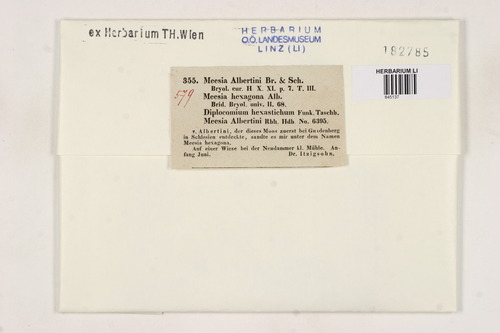 ex Herbarium TH.Wien
HERBARIUM
O.Ö. LANDESMUSEUM
LINZ (LI)
182785
HERBARIUM LI
355. Meesia Albertini Br. & Sch.
Bryol. eur. H X. XI. p. 7. T. III.
579
Meesia hexagona Alb.
Brid. Bryol. univ. II. 68.
Diplocomium hexastichum Funk. Taschb.
Meesia Albertini Rbh. Hdb. No. 6395.
v. Albertini, der dieses Moos zuerst bei Gnadenberg
in Schlesien entdeckte, sandte es mir unter dem Namen
Meesia hexagona.
Auf einer Wiese bei der Neudammer kl. Mühle, An-
fang Juni. Dr. Itzigsohn,